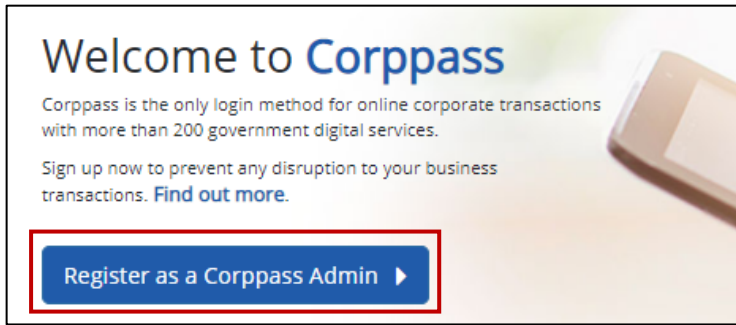 Welcome to Corppass
Corppass is the only login method for online corporate transactions
with more than 200 government digital services.
Sign up now to prevent any disruption to your business
transactions. Find out more.
Register as a Corppass Admin